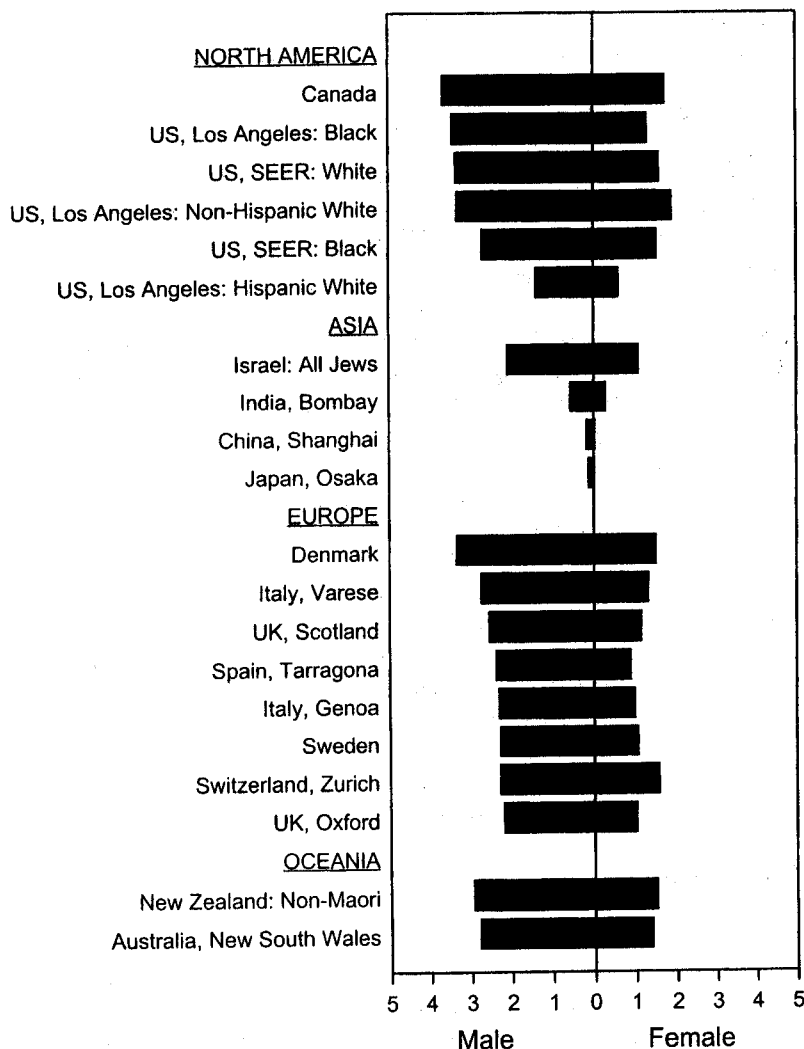 NORTH AMERICA
Canada
US, Los Angeles: Black
US, SEER: White
US, Los Angeles: Non-Hispanic White
US, SEER: Black
US, Los Angeles: Hispanic White
ASIA
Israel: All Jews
India, Bombay
China, Shanghai
Japan, Osaka
EUROPE
Denmark
Italy, Varese
UK, Scotland
Spain, Tarragona
Italy, Genoa
Sweden
Switzerland, Zurich
UK, Oxford
OCEANIA
New Zealand: Non-Maori
Australia, New South Wales
5 4 3 2 1 0 1 2 3 4 5
Male Female